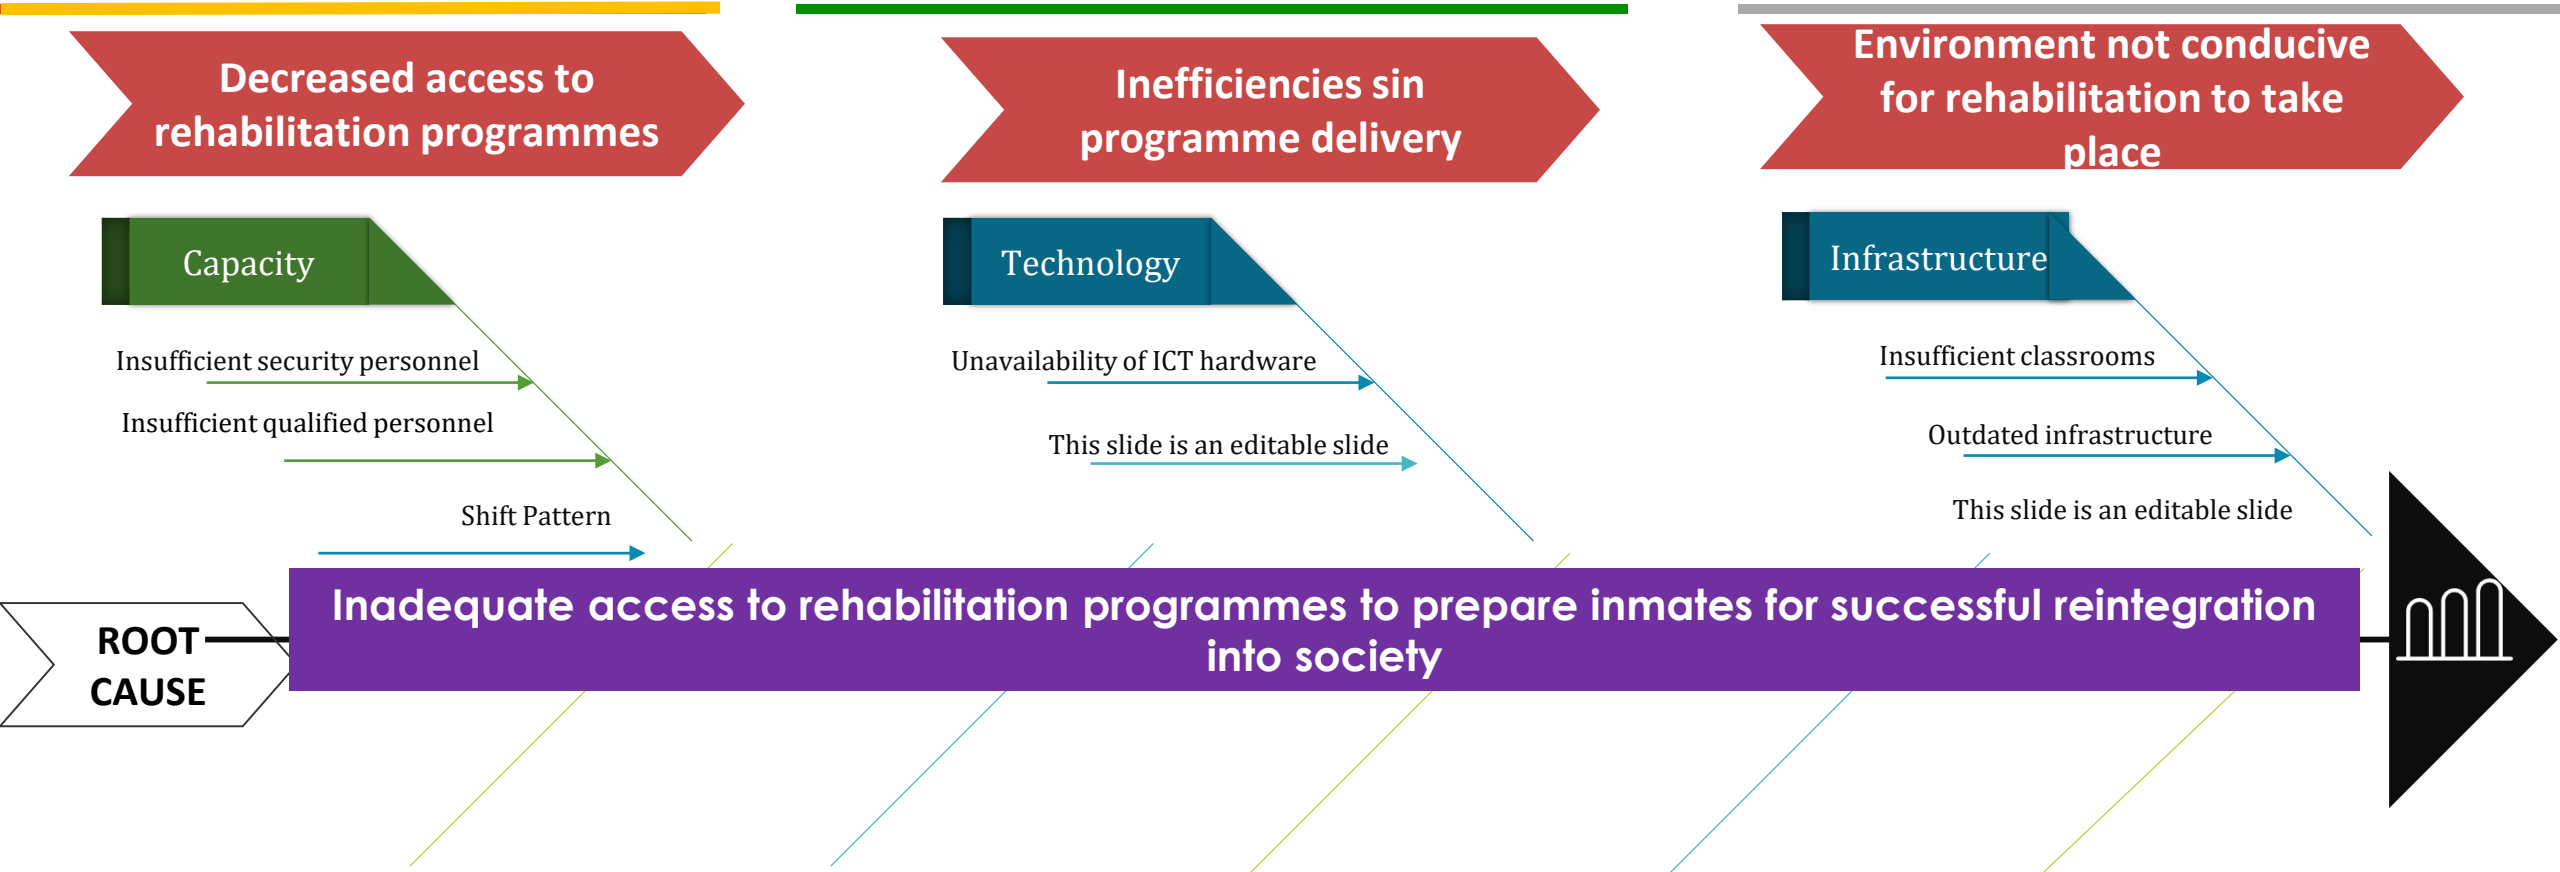 Decreased access to
rehabilitation programmes
Inefficiencies sin
programme delivery
Environment not conducive
for rehabilitation to take
place
Capacity
Technology
Infrastructure
Insufficient security personnel
Insufficient qualified personnel
Shift Pattern
Unavailability of ICT hardware
This slide is an editable slide
Insufficient classrooms
Outdated infrastructure
This slide is an editable slide
ROOT
CAUSE
Inadequate access to rehabilitation programmes to prepare inmates for successful reintegration
into society